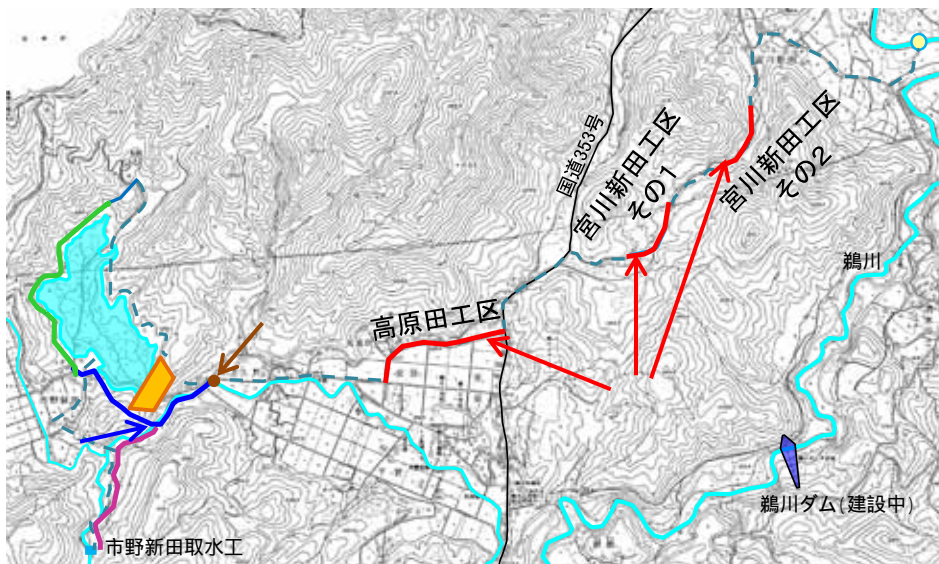 国道353号
宮川新田工区
その1
宮川新田工区
その2
鵜川
高原田工区
鵜川ダム(建設中)
市野新田取水工